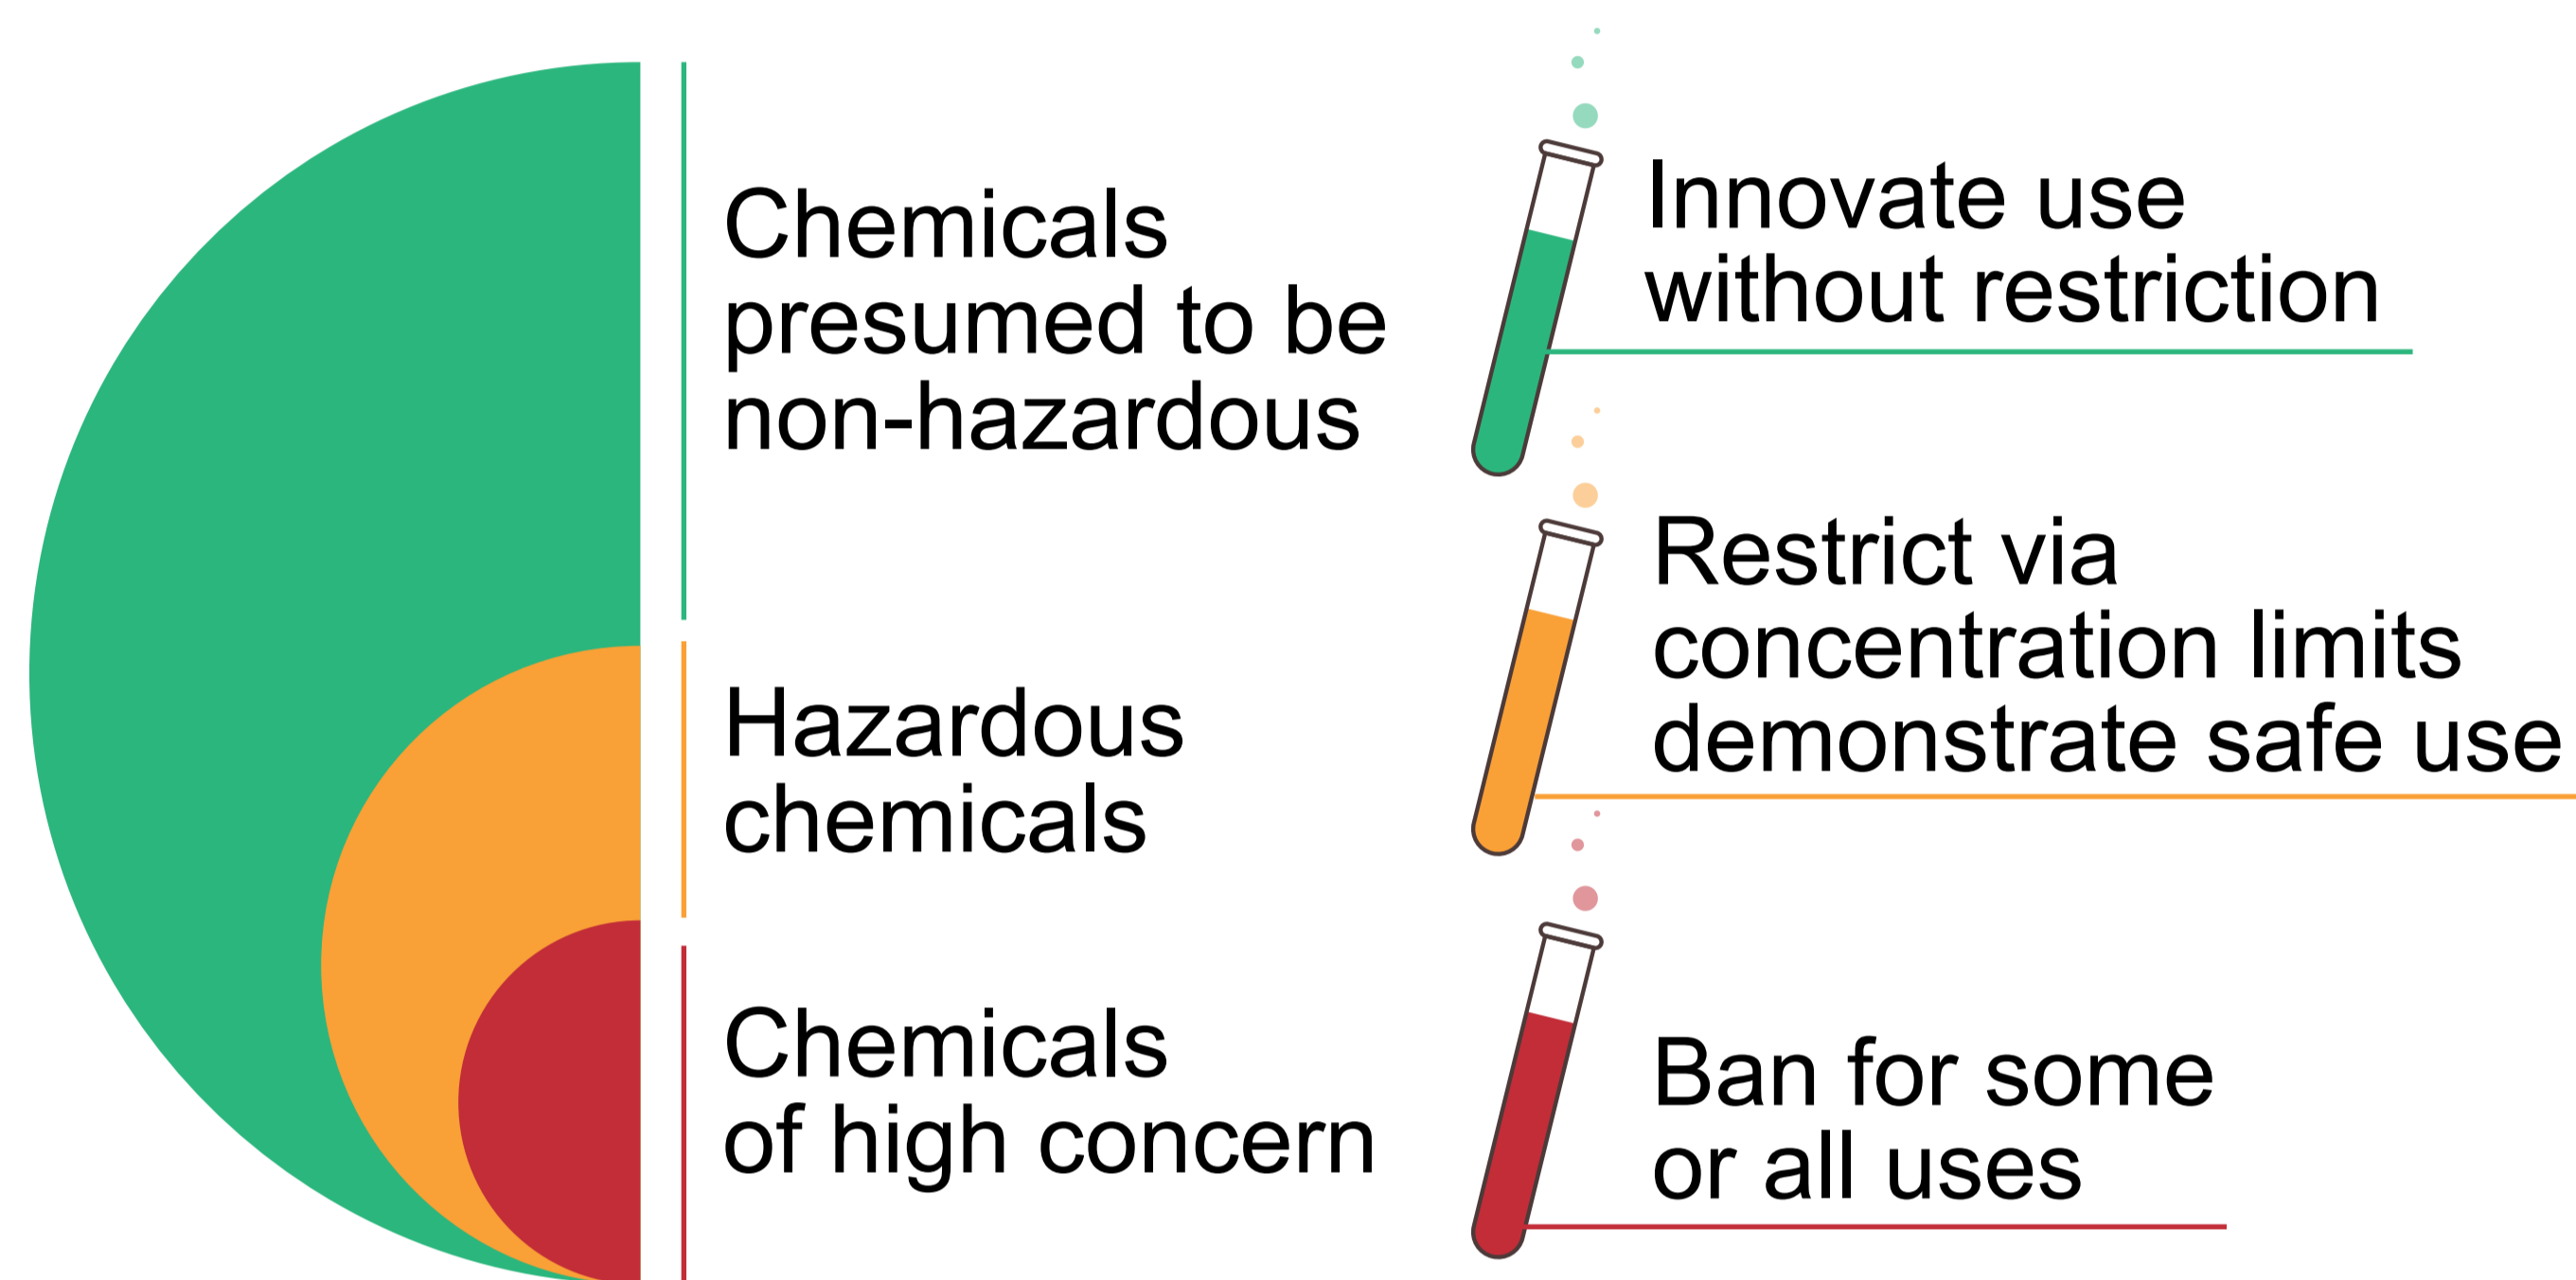 Chemicals
presumed to be
non-hazardous
Innovate use
without restriction
Hazardous
chemicals
Restrict via
concentration limits
demonstrate safe use
Chemicals
of high concern
Ban for some
or all uses